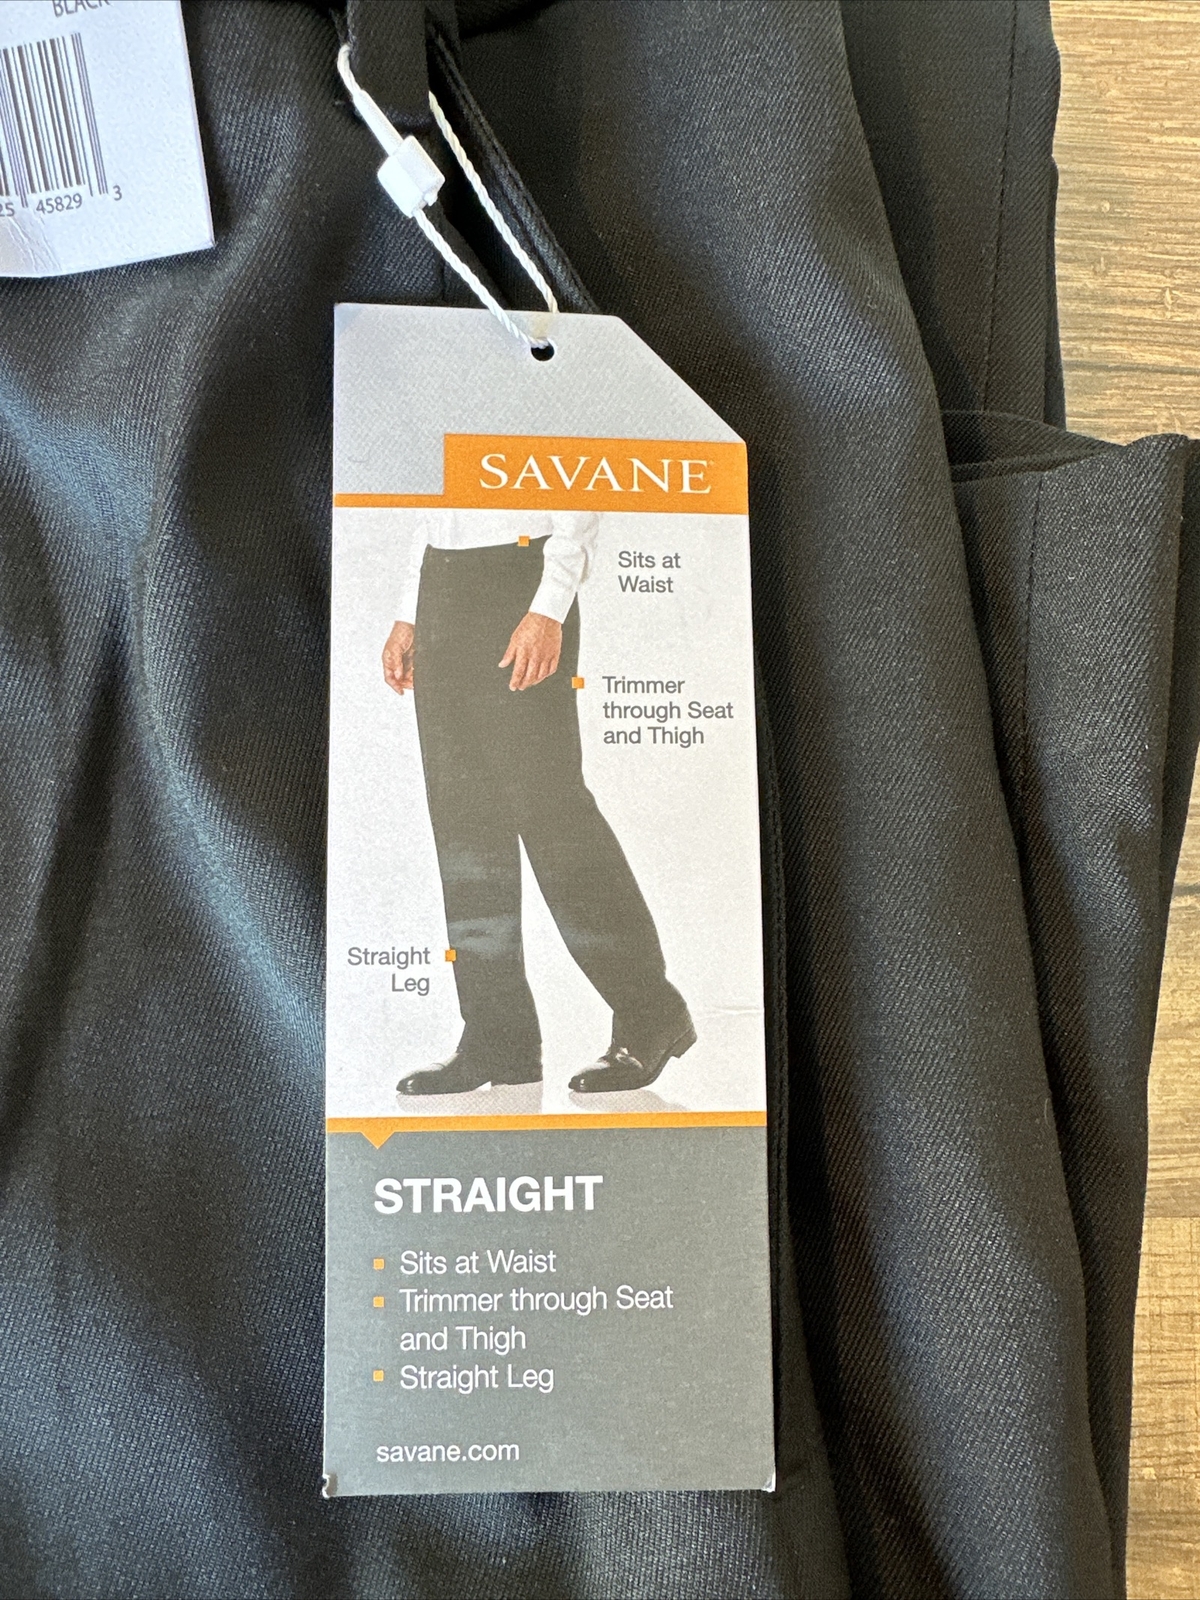 BLACK
25 45829 3
SAVANE
Sits at
Waist
Trimmer
through Seat
and Thigh
Straight
Leg
STRAIGHT
Sits at Waist
Trimmer through Seat
and Thigh
Straight Leg
savane.com